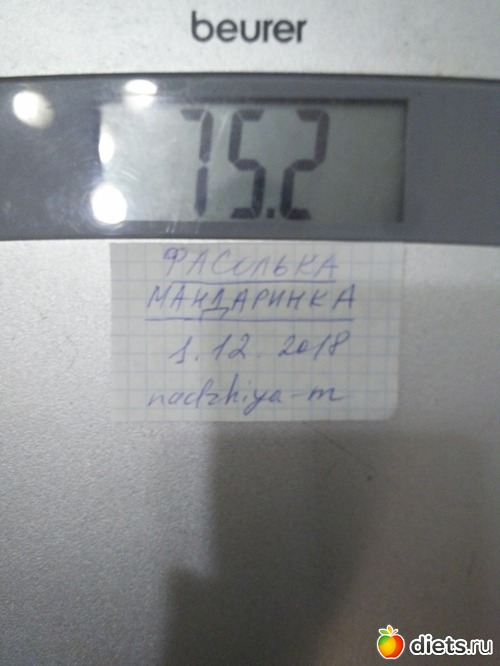 beurer
75.2
ФАСОЛЬКА
МАНДАРИНКА
1.12.2018
nadzhiya-m
diets.ru